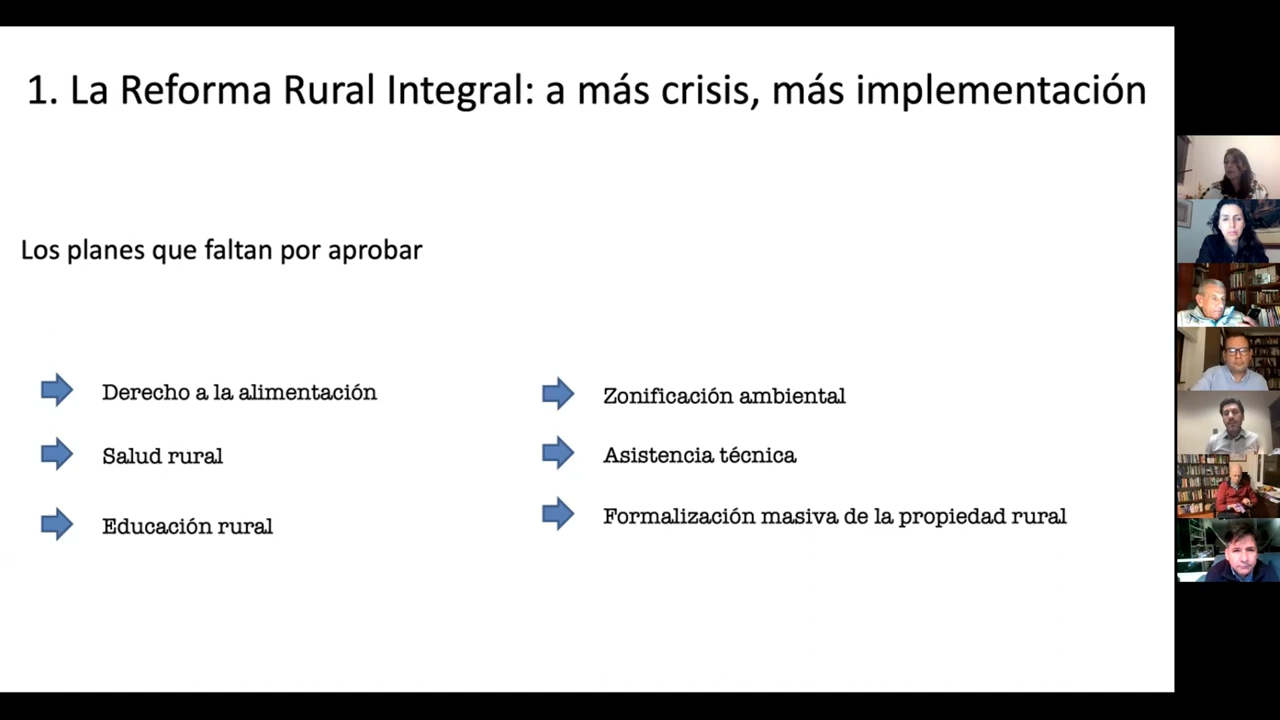 1. La Reforma Rural Integral: a más crisis, más implementación
Los planes que faltan por aprobar
Derecho a la alimentación
Salud rural
Educación rural
Zonificación ambiental
Asistencia técnica
Formalización masiva de la propiedad rural